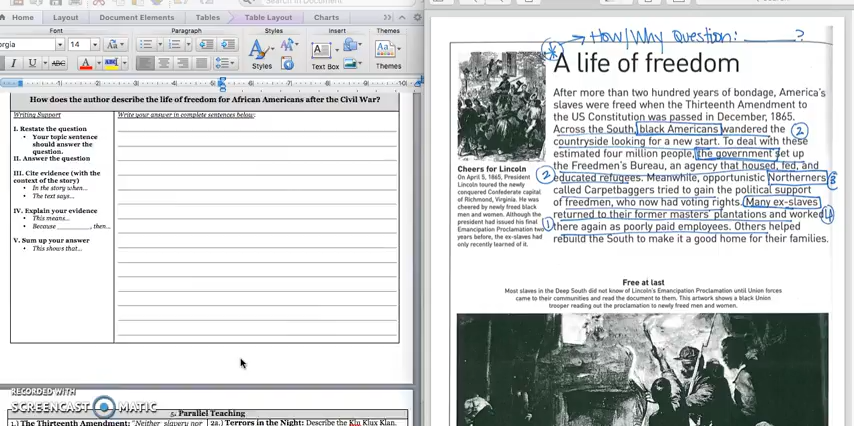 Home Layout Document Elements Tables Table Layout Charts
Search in Document
Font Paragraph Styles Insert Themes
orgia 14
I U ABC
Styles Text Box Shape Themes
How does the author describe the life of freedom for African Americans after the Civil War?
Writing Support
I. Restate the question
• Your topic sentence
should answer the
question.
II. Answer the question
III. Cite evidence (with the
context of the story)
• In the story when...
• The text says...
IV. Explain your evidence
• This means...
• Because ________, then...
V. Sum up your answer
• This shows that...
Write your answer in complete sentences below:
RECORDED WITH
SCREENCAST MATIC
5. Parallel Teaching
1.) The Thirteenth Amendment: "Neither slavery nor
2a.) Terrors in the Night: Describe the Klu Klux Klan.
* → How/Why Question: ______?
A life of freedom
After more than two hundred years of bondage, America's
slaves were freed when the Thirteenth Amendment to
the US Constitution was passed in December, 1865.
Across the South, black Americans wandered the 2
countryside looking for a new start. To deal with these
estimated four million people, the government set up
the Freedmen's Bureau, an agency that housed, fed, and
2 educated refugees. Meanwhile, opportunistic Northerners 3
called Carpetbaggers tried to gain the political support
of freedmen, who now had voting rights. Many ex-slaves
returned to their former masters' plantations and worked 4
1 there again as poorly paid employees. Others helped
rebuild the South to make it a good home for their families.
Cheers for Lincoln
On April 5, 1865, President
Lincoln toured the newly
conquered Confederate capital
of Richmond, Virginia. He was
cheered by newly freed black
men and women. Although the
president had issued his final
Emancipation Proclamation two
years before, the ex-slaves had
only recently learned of it.
Free at last
Most slaves in the Deep South did not know of Lincoln's Emancipation Proclamation until Union forces
came to their communities and read the document to them. This artwork shows a black Union
trooper reading out the proclamation to newly freed men and women.